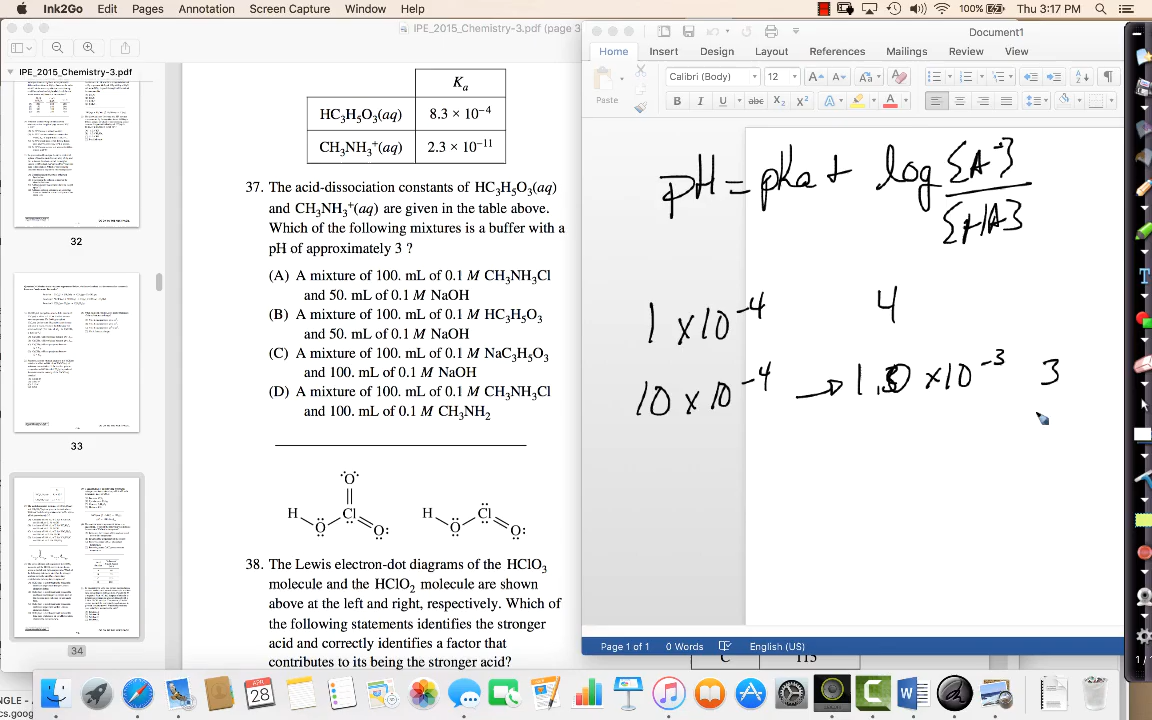 Ink2Go Edit Pages Annotation Screen Capture Window Help
100% Thu 3:17 PM
IPE_2015_Chemistry-3.pdf (page 3
Document1
IPE_2015_Chemistry-3.pdf
32
33
34
Kₐ
HC₃H₅O₃(aq) 8.3 × 10⁻⁴
CH₃NH₃⁺(aq) 2.3 × 10⁻¹¹
37. The acid-dissociation constants of HC₃H₅O₃(aq)
and CH₃NH₃⁺(aq) are given in the table above.
Which of the following mixtures is a buffer with a
pH of approximately 3 ?
(A) A mixture of 100. mL of 0.1 M CH₃NH₃Cl
and 50. mL of 0.1 M NaOH
(B) A mixture of 100. mL of 0.1 M HC₃H₅O₃
and 50. mL of 0.1 M NaOH
(C) A mixture of 100. mL of 0.1 M NaC₃H₅O₃
and 100. mL of 0.1 M NaOH
(D) A mixture of 100. mL of 0.1 M CH₃NH₃Cl
and 100. mL of 0.1 M CH₃NH₂
H O Cl O O:
H O Cl O:
38. The Lewis electron-dot diagrams of the HClO₃
molecule and the HClO₂ molecule are shown
above at the left and right, respectively. Which of
the following statements identifies the stronger
acid and correctly identifies a factor that
contributes to its being the stronger acid?
Home Insert Design Layout References Mailings Review View
Paste
Calibri (Body) 12
B I U abc X₂ X²
pH = pKa + log [A⁻]/[HA]
1 × 10⁻⁴ 4
10 × 10⁻⁴ → 1.0 × 10⁻³ 3
Page 1 of 1 0 Words English (US)
C 115
NGLE -
cs.goog
APR
28